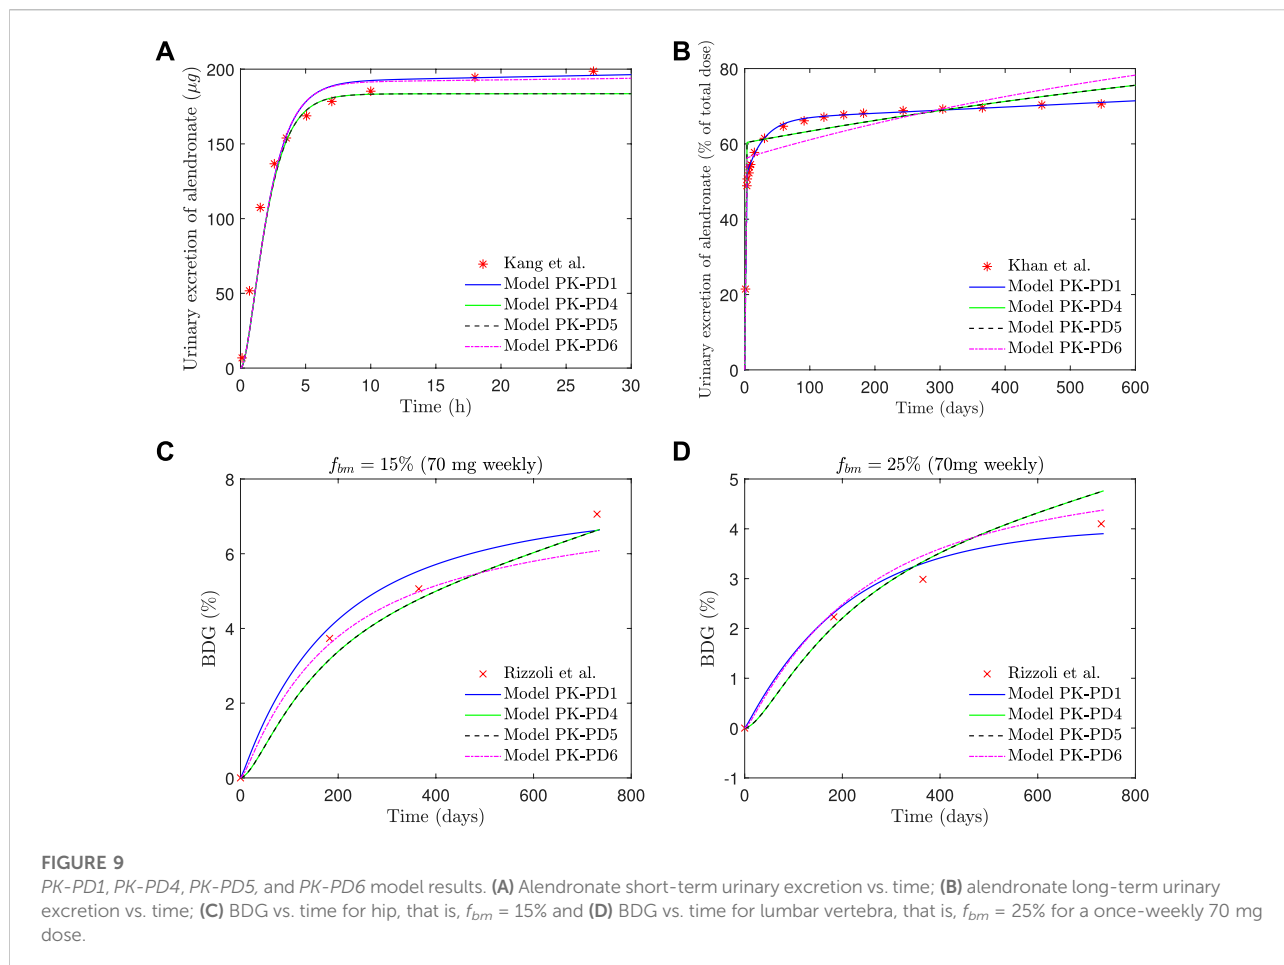 A
Urinary excretion of alendronate (μg)
200
150
100
50
0
0 5 10 15 20 25 30
Time (h)
Kang et al.
Model PK-PD1
Model PK-PD4
Model PK-PD5
Model PK-PD6
B
Urinary excretion of alendronate (% of total dose)
80
60
40
20
0
0 100 200 300 400 500 600
Time (days)
Khan et al.
Model PK-PD1
Model PK-PD4
Model PK-PD5
Model PK-PD6
C
f_bm = 15% (70 mg weekly)
BDG (%)
8
6
4
2
0
0 200 400 600 800
Time (days)
Rizzoli et al.
Model PK-PD1
Model PK-PD4
Model PK-PD5
Model PK-PD6
D
f_bm = 25% (70mg weekly)
BDG (%)
5
4
3
2
1
0
-1
0 200 400 600 800
Time (days)
Rizzoli et al.
Model PK-PD1
Model PK-PD4
Model PK-PD5
Model PK-PD6
FIGURE 9
PK-PD1, PK-PD4, PK-PD5, and PK-PD6 model results. (A) Alendronate short-term urinary excretion vs. time; (B) alendronate long-term urinary
excretion vs. time; (C) BDG vs. time for hip, that is, f_bm = 15% and (D) BDG vs. time for lumbar vertebra, that is, f_bm = 25% for a once-weekly 70 mg
dose.